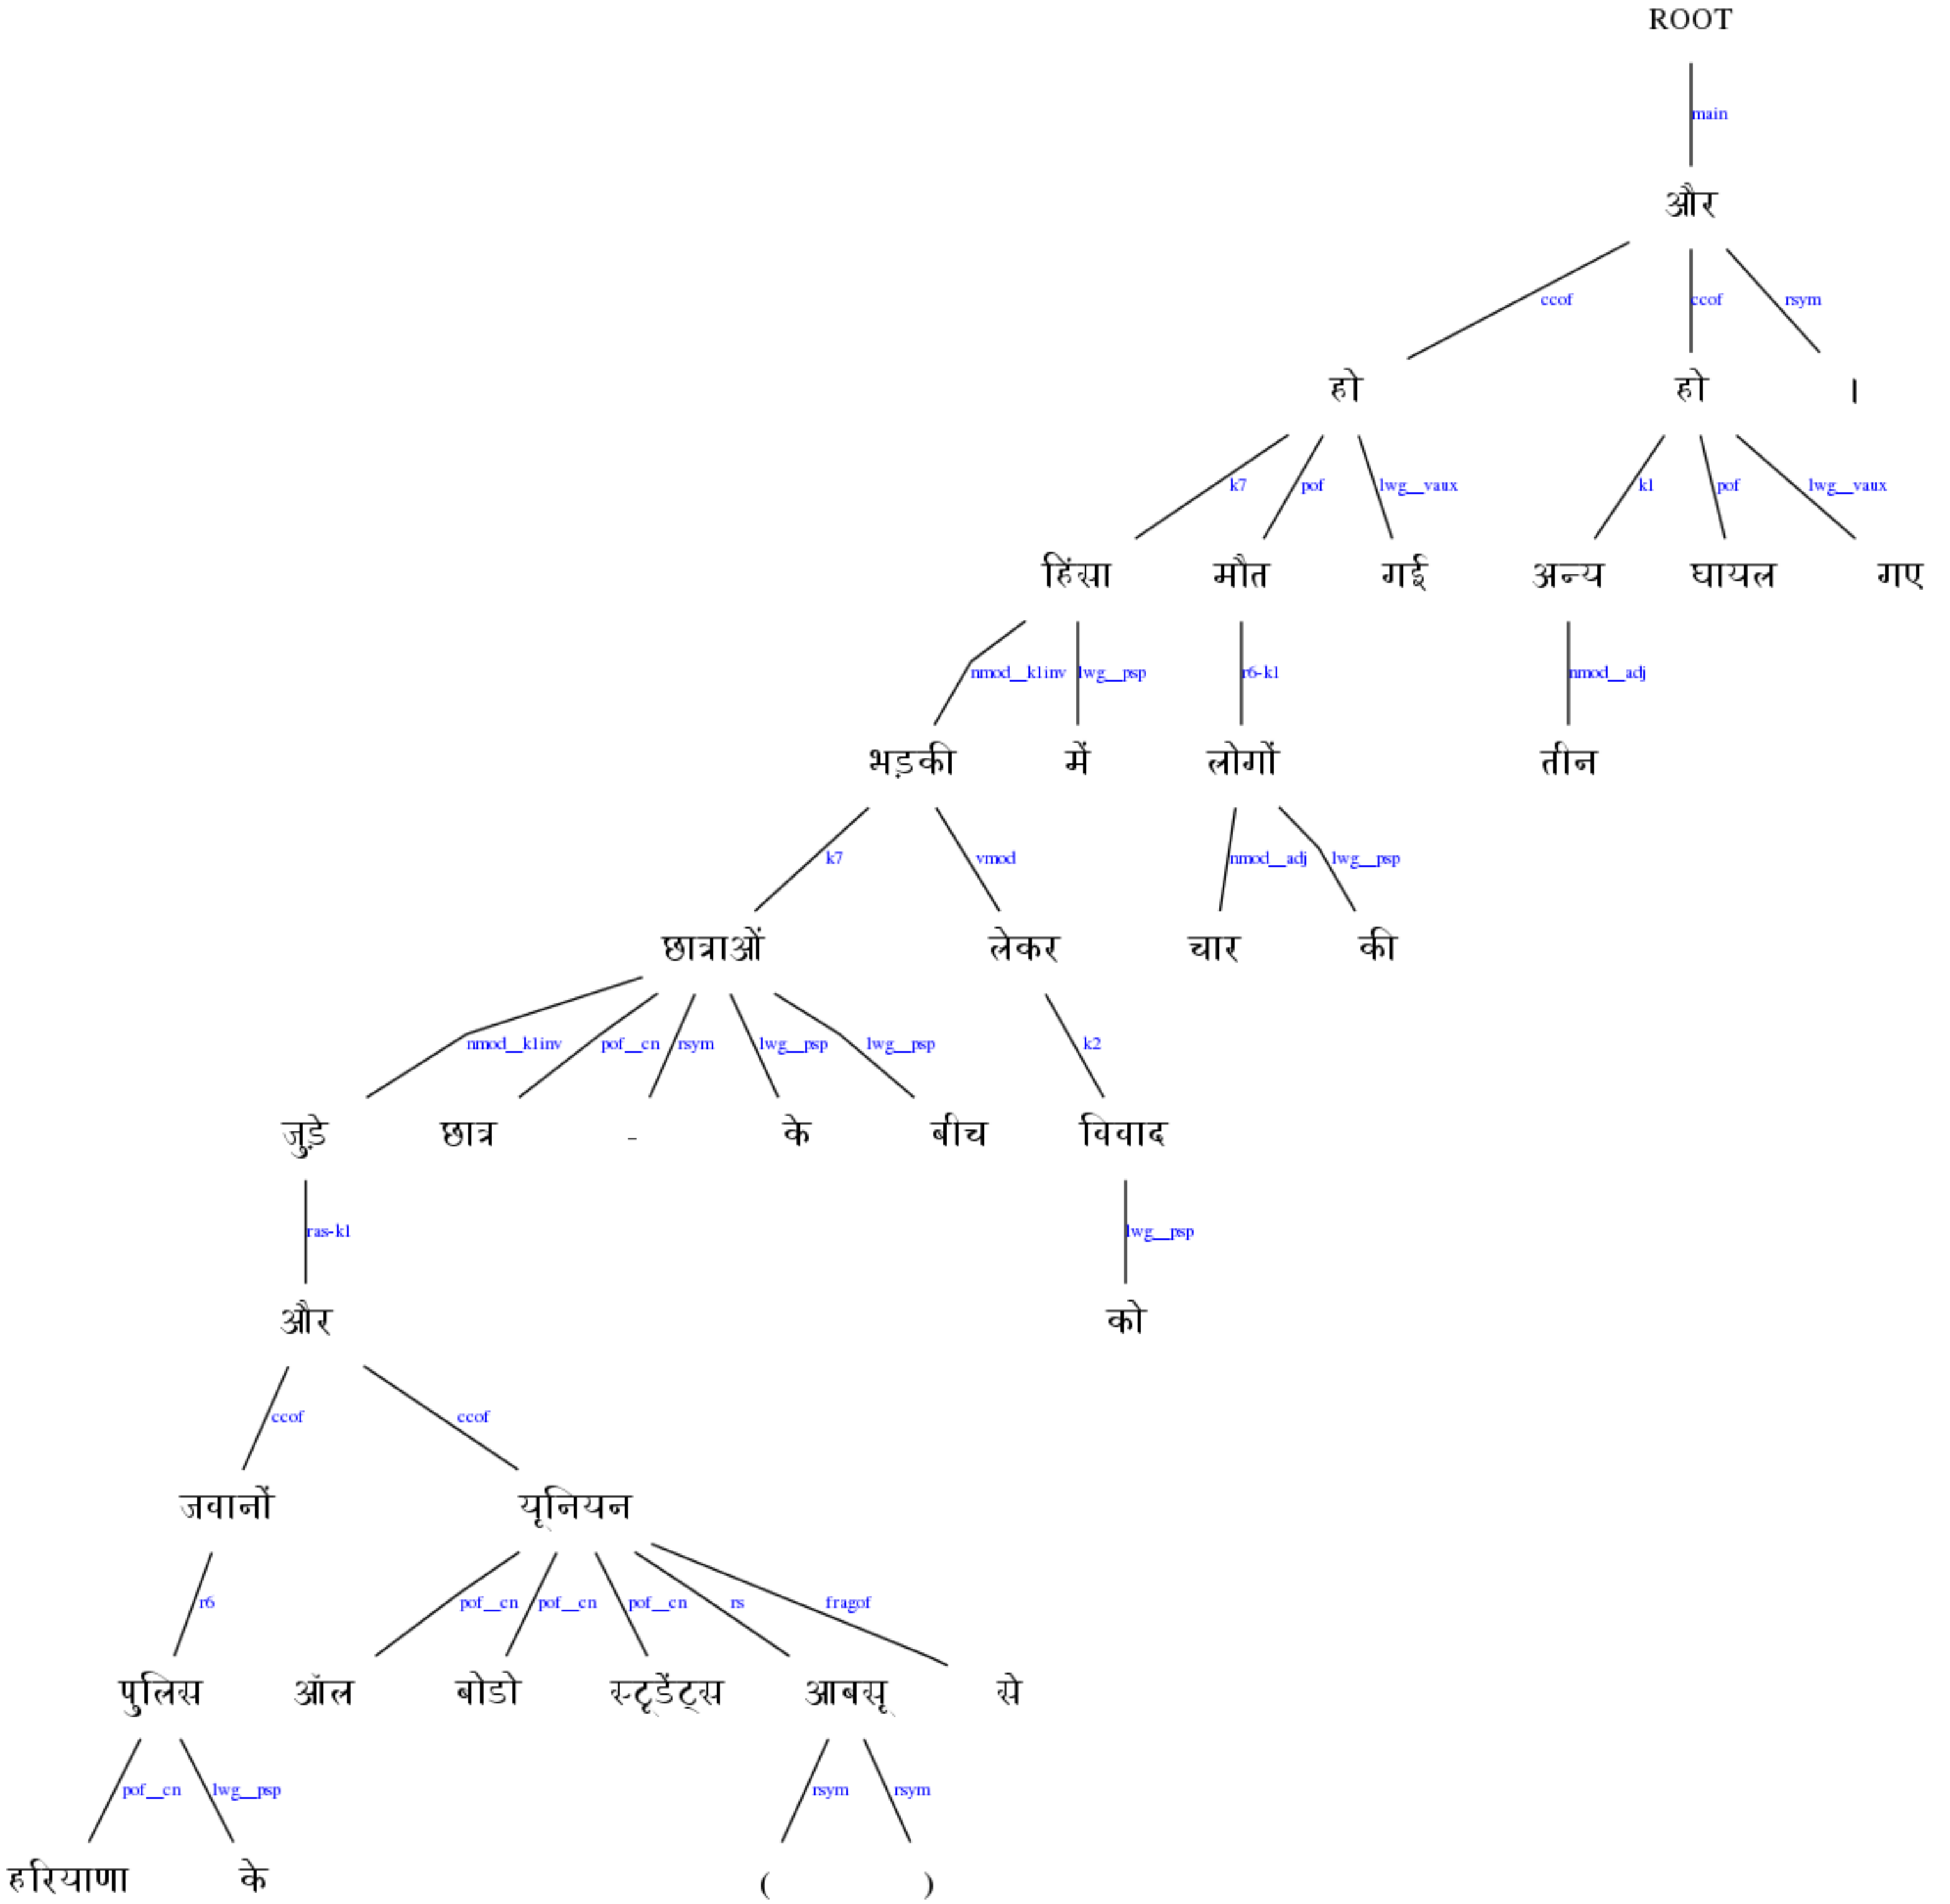 ROOT
main
और
ccof ccof rsym
हो हो ।
k7 pof lwg__vaux k1 pof lwg__vaux
हिंसा मौत गई अन्य घायल गए
nmod__k1inv lwg__psp r6-k1 nmod__adj
भड़की में लोगों तीन
k7 vmod nmod__adj lwg__psp
छात्राओं लेकर चार की
nmod__k1inv pof__cn rsym lwg__psp lwg__psp k2
जुड़े छात्र - के बीच विवाद
ras-k1 lwg__psp
और को
ccof ccof
जवानों यूनियन
r6 pof__cn pof__cn pof__cn rs fragof
पुलिस ऑल बोडो स्टूडेंट्स आबसू से
pof__cn lwg__psp rsym rsym
हरियाणा के ( )